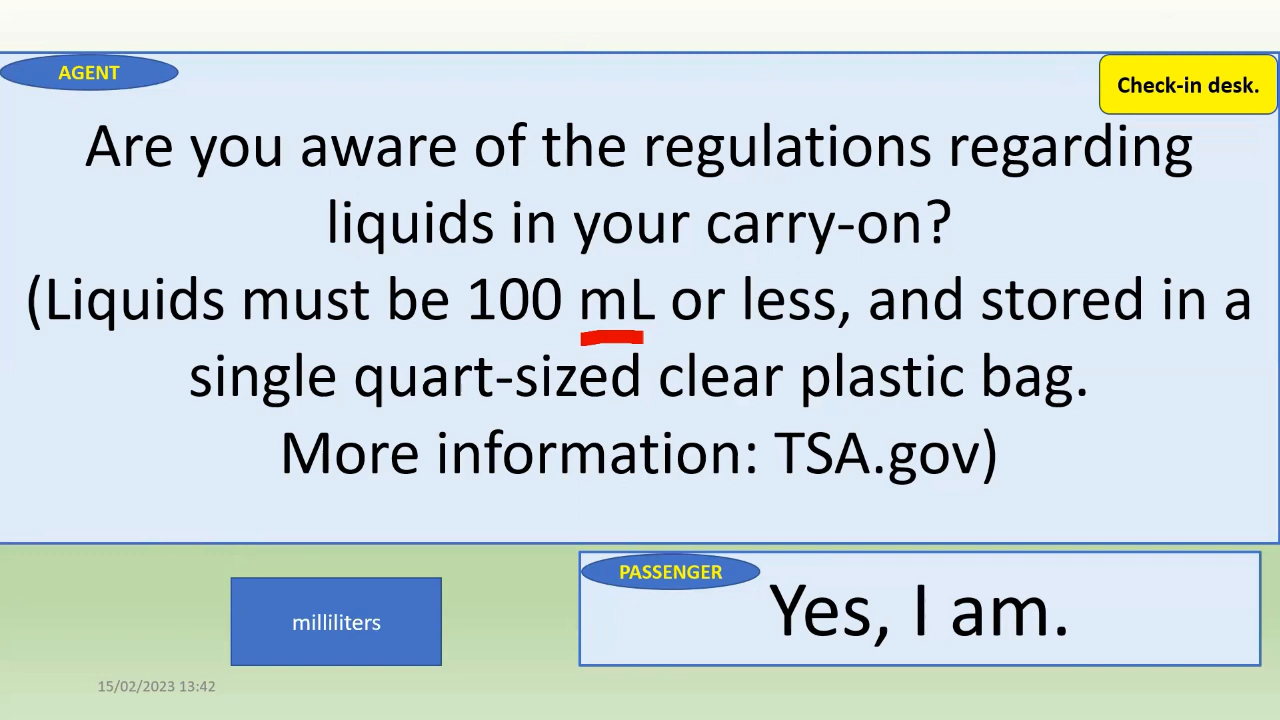 AGENT
Check-in desk.
Are you aware of the regulations regarding
liquids in your carry-on?
(Liquids must be 100 mL or less, and stored in a
single quart-sized clear plastic bag.
More information: TSA.gov)
PASSENGER
Yes, I am.
milliliters
15/02/2023 13:42